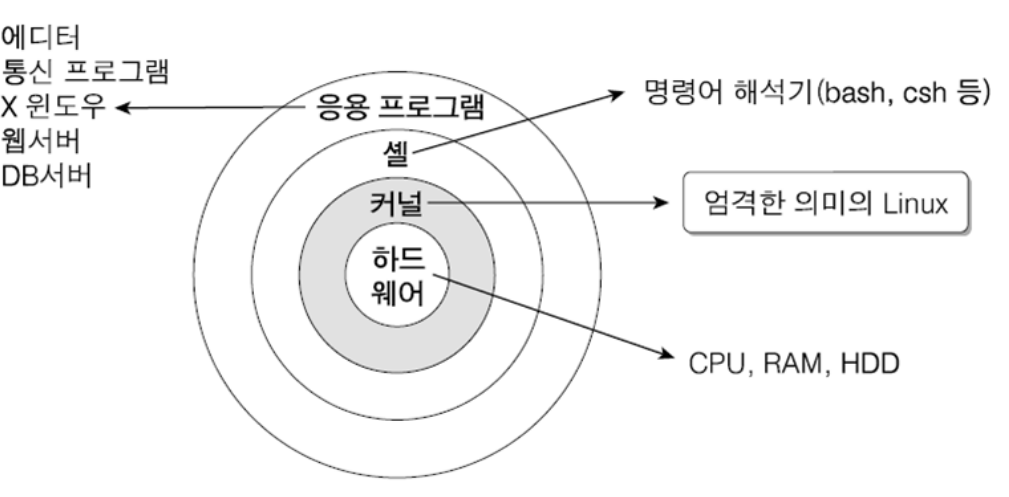 에디터
통신 프로그램
X 윈도우
웹서버
DB서버
응용 프로그램
셸
커널
하드
웨어
명령어 해석기(bash, csh 등)
엄격한 의미의 Linux
CPU, RAM, HDD